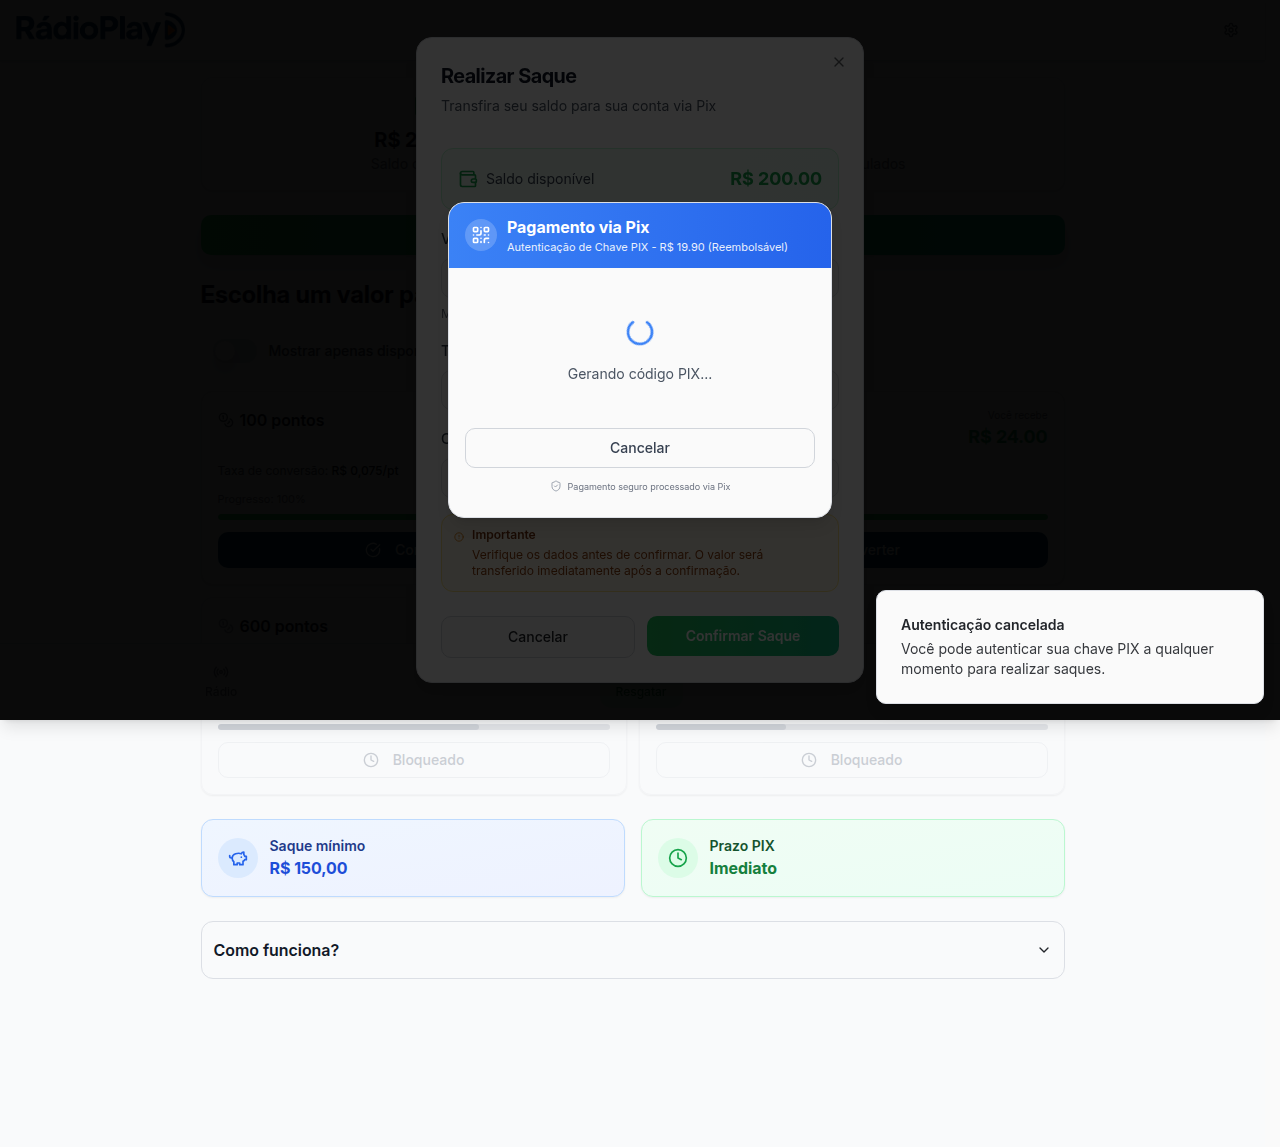 RádioPlay
Realizar Saque
Transfira seu saldo para sua conta via Pix
R$ 2
Saldo disponível
R$ 200.00
Pagamento via Pix
Autenticação de Chave PIX - R$ 19.90 (Reembolsável)
Escolha um valor pa
Mostrar apenas dispo
Gerando código PIX...
100 pontos
R$ 24.00
Taxa de conversão: R$ 0,075/pt
Cancelar
Pagamento seguro processado via Pix
Importante
Verifique os dados antes de confirmar. O valor será
transferido imediatamente após a confirmação.
600 pontos
Cancelar
Confirmar Saque
Autenticação cancelada
Você pode autenticar sua chave PIX a qualquer
momento para realizar saques.
Rádio
Resgatar
Bloqueado
Bloqueado
Saque mínimo
R$ 150,00
Prazo PIX
Imediato
Como funciona?